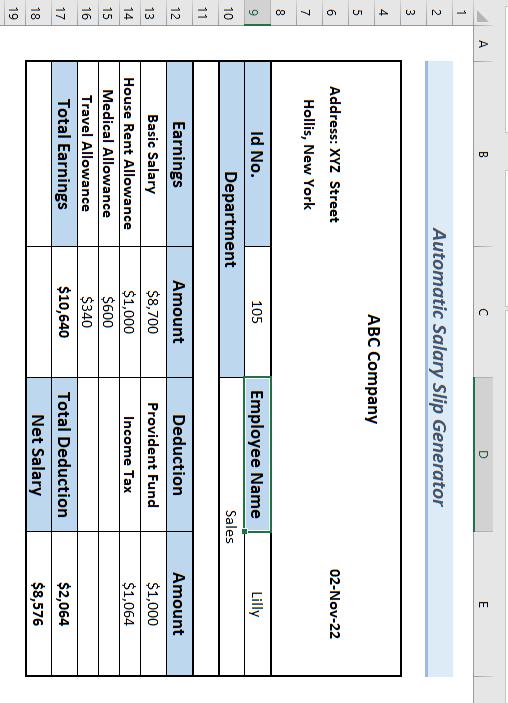 A B C D E
1
2 Automatic Salary Slip Generator
3
4 ABC Company
5
6 Address: XYZ Street 02-Nov-22
7 Hollis, New York
8
9 Id No. 105 Employee Name Lilly
10 Department Sales
11
12 Earnings Amount Deduction Amount
13 Basic Salary $8,700 Provident Fund $1,000
14 House Rent Allowance $1,000 Income Tax $1,064
15 Medical Allowance $600
16 Travel Allowance $340
17 Total Earnings $10,640 Total Deduction $2,064
18 Net Salary $8,576
19